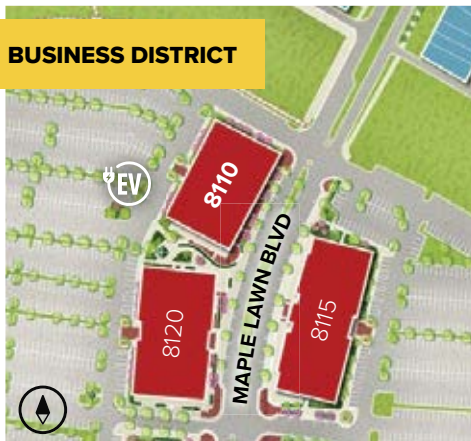 BUSINESS DISTRICT
8110
EV
MAPLE LAWN BLVD
8115
8120